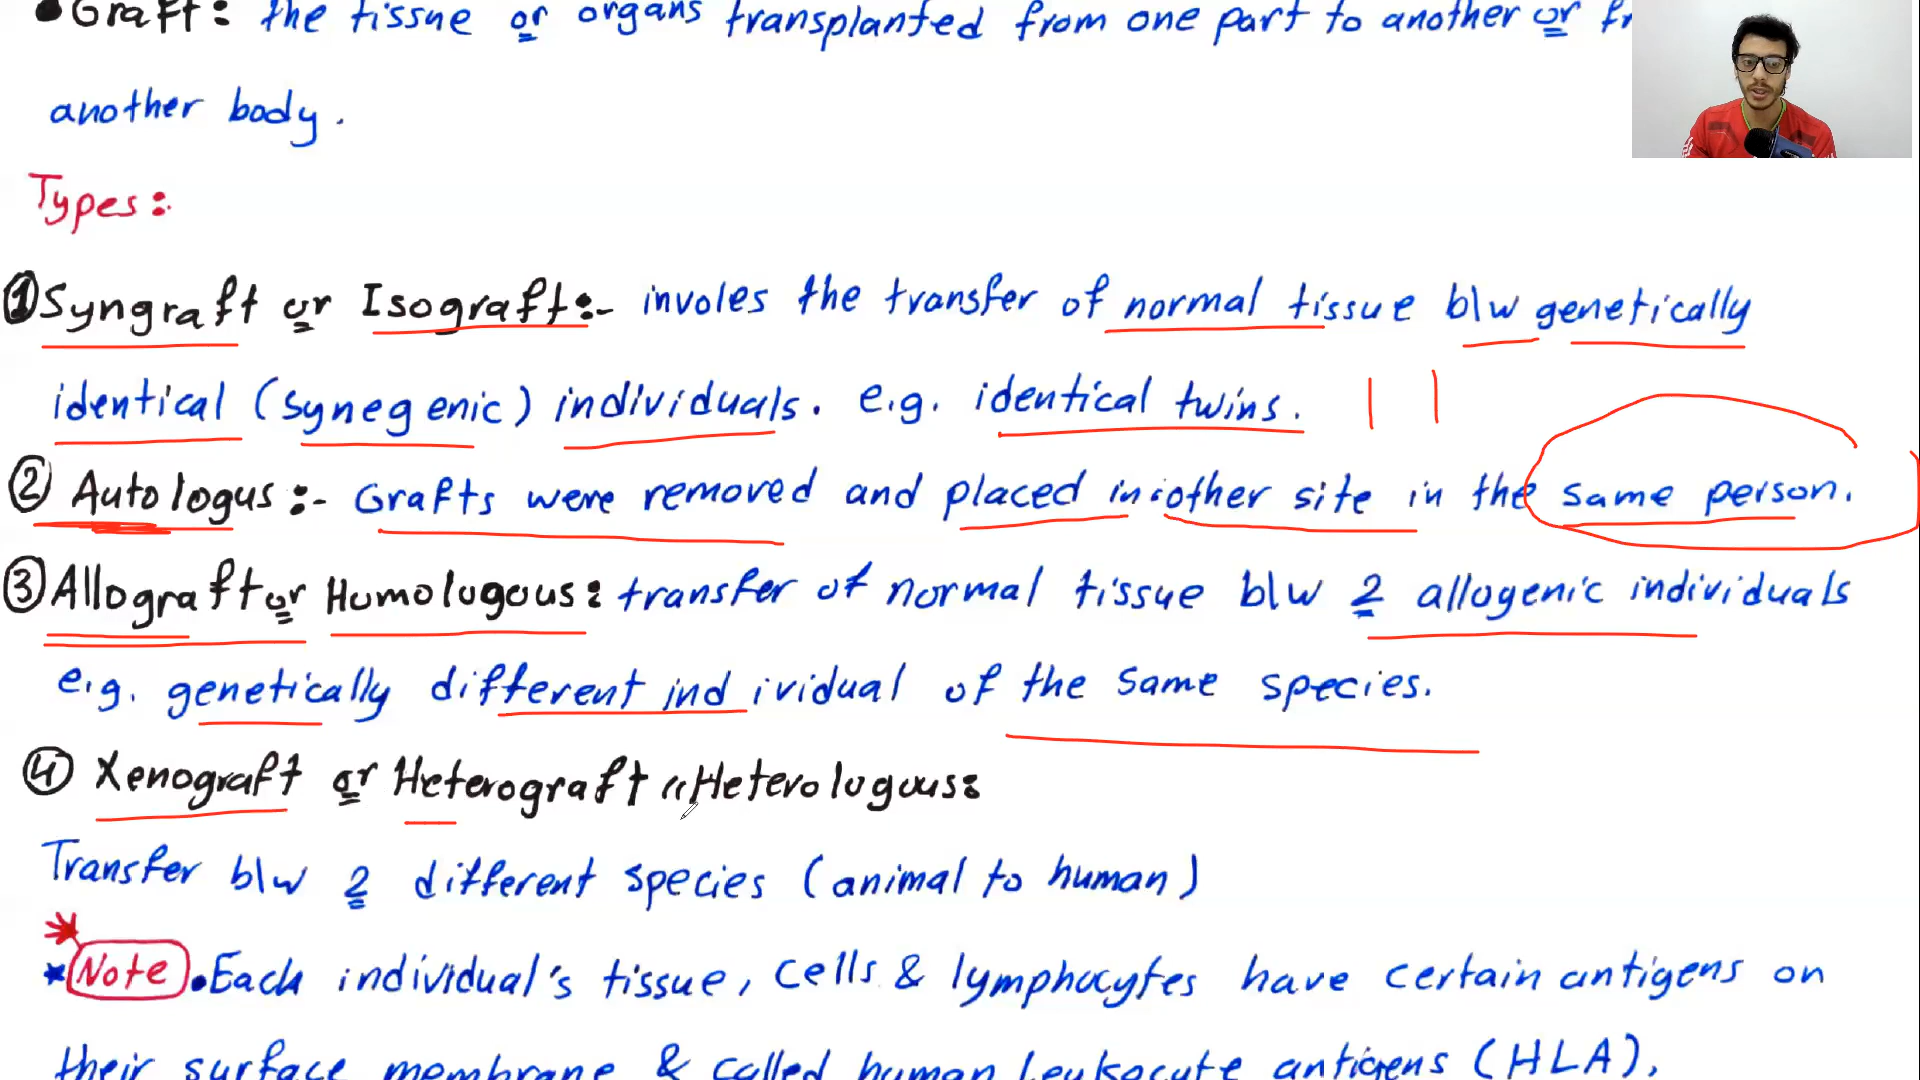 •Graft: the tissue or organs transplanted from one part to another or fr
another body.
Types:
①Syngraft or Isograft:- involes the transfer of normal tissue b/w genetically
identical (synegenic) individuals. e.g. identical twins.
② Autologus:- Grafts were removed and placed in other site in the same person.
③Allograft or Homologous: transfer of normal tissue b/w 2 allogenic individuals
e.g. genetically different individual of the same species.
④ Xenograft or Heterograft "Heterologous:
Transfer b/w 2 different species (animal to human)
* Note •Each individual's tissue, cells & lymphocytes have certain antigens on
their surface membrane & called human leukocyte antigens (HLA).